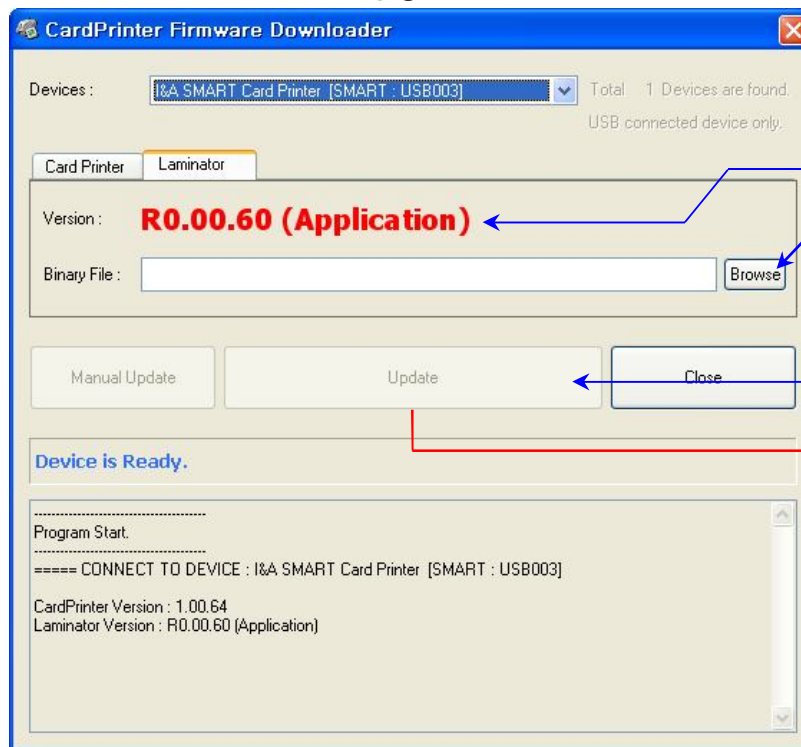 CardPrinter Firmware Downloader
Devices : I&A SMART Card Printer [SMART : USB003] Total 1 Devices are found.
USB connected device only.
Card Printer Laminator
Version : R0.00.60 (Application)
Binary File : Browse
Manual Update Update Close
Device is Ready.
----------------------------------------
Program Start.
----------------------------------------
===== CONNECT TO DEVICE : I&A SMART Card Printer [SMART : USB003]
CardPrinter Version : 1.00.64
Laminator Version : R0.00.60 (Application)